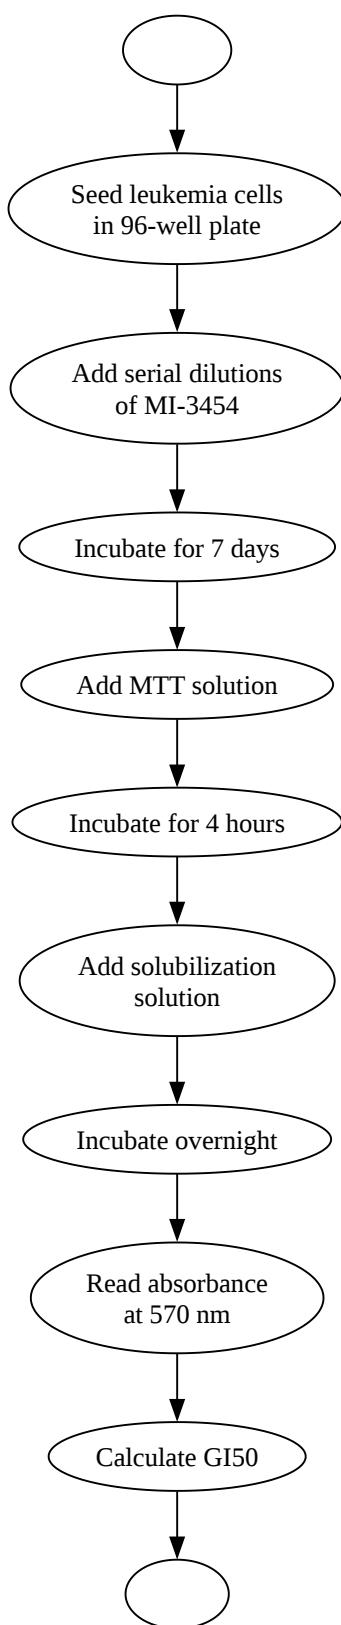 Seed leukemia cells
in 96-well plate
Add serial dilutions
of MI-3454
Incubate for 7 days
Add MTT solution
Incubate for 4 hours
Add solubilization
solution
Incubate overnight
Read absorbance
at 570 nm
Calculate GI50